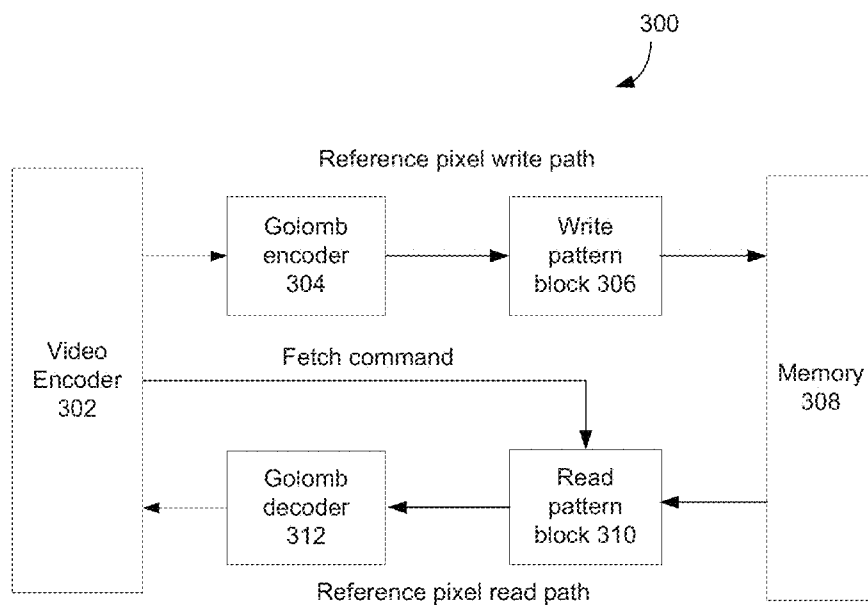 300
Reference pixel write path
Golomb
encoder
304
Write
pattern
block 306
Video
Encoder
302
Fetch command
Memory
308
Golomb
decoder
312
Read
pattern
block 310
Reference pixel read path